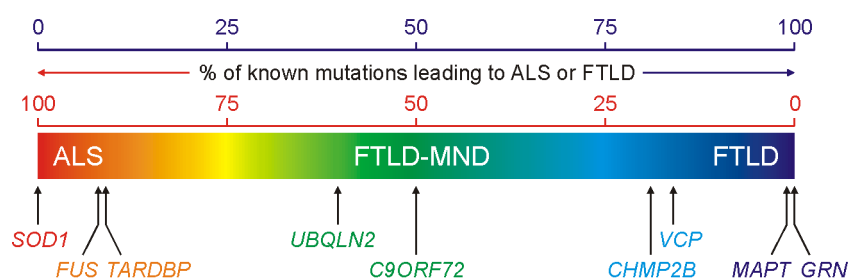 0 25 50 75 100
% of known mutations leading to ALS or FTLD
100 75 50 25 0
ALS FTLD-MND FTLD
SOD1 UBQLN2 VCP
FUS TARDBP C9ORF72 CHMP2B MAPT GRN